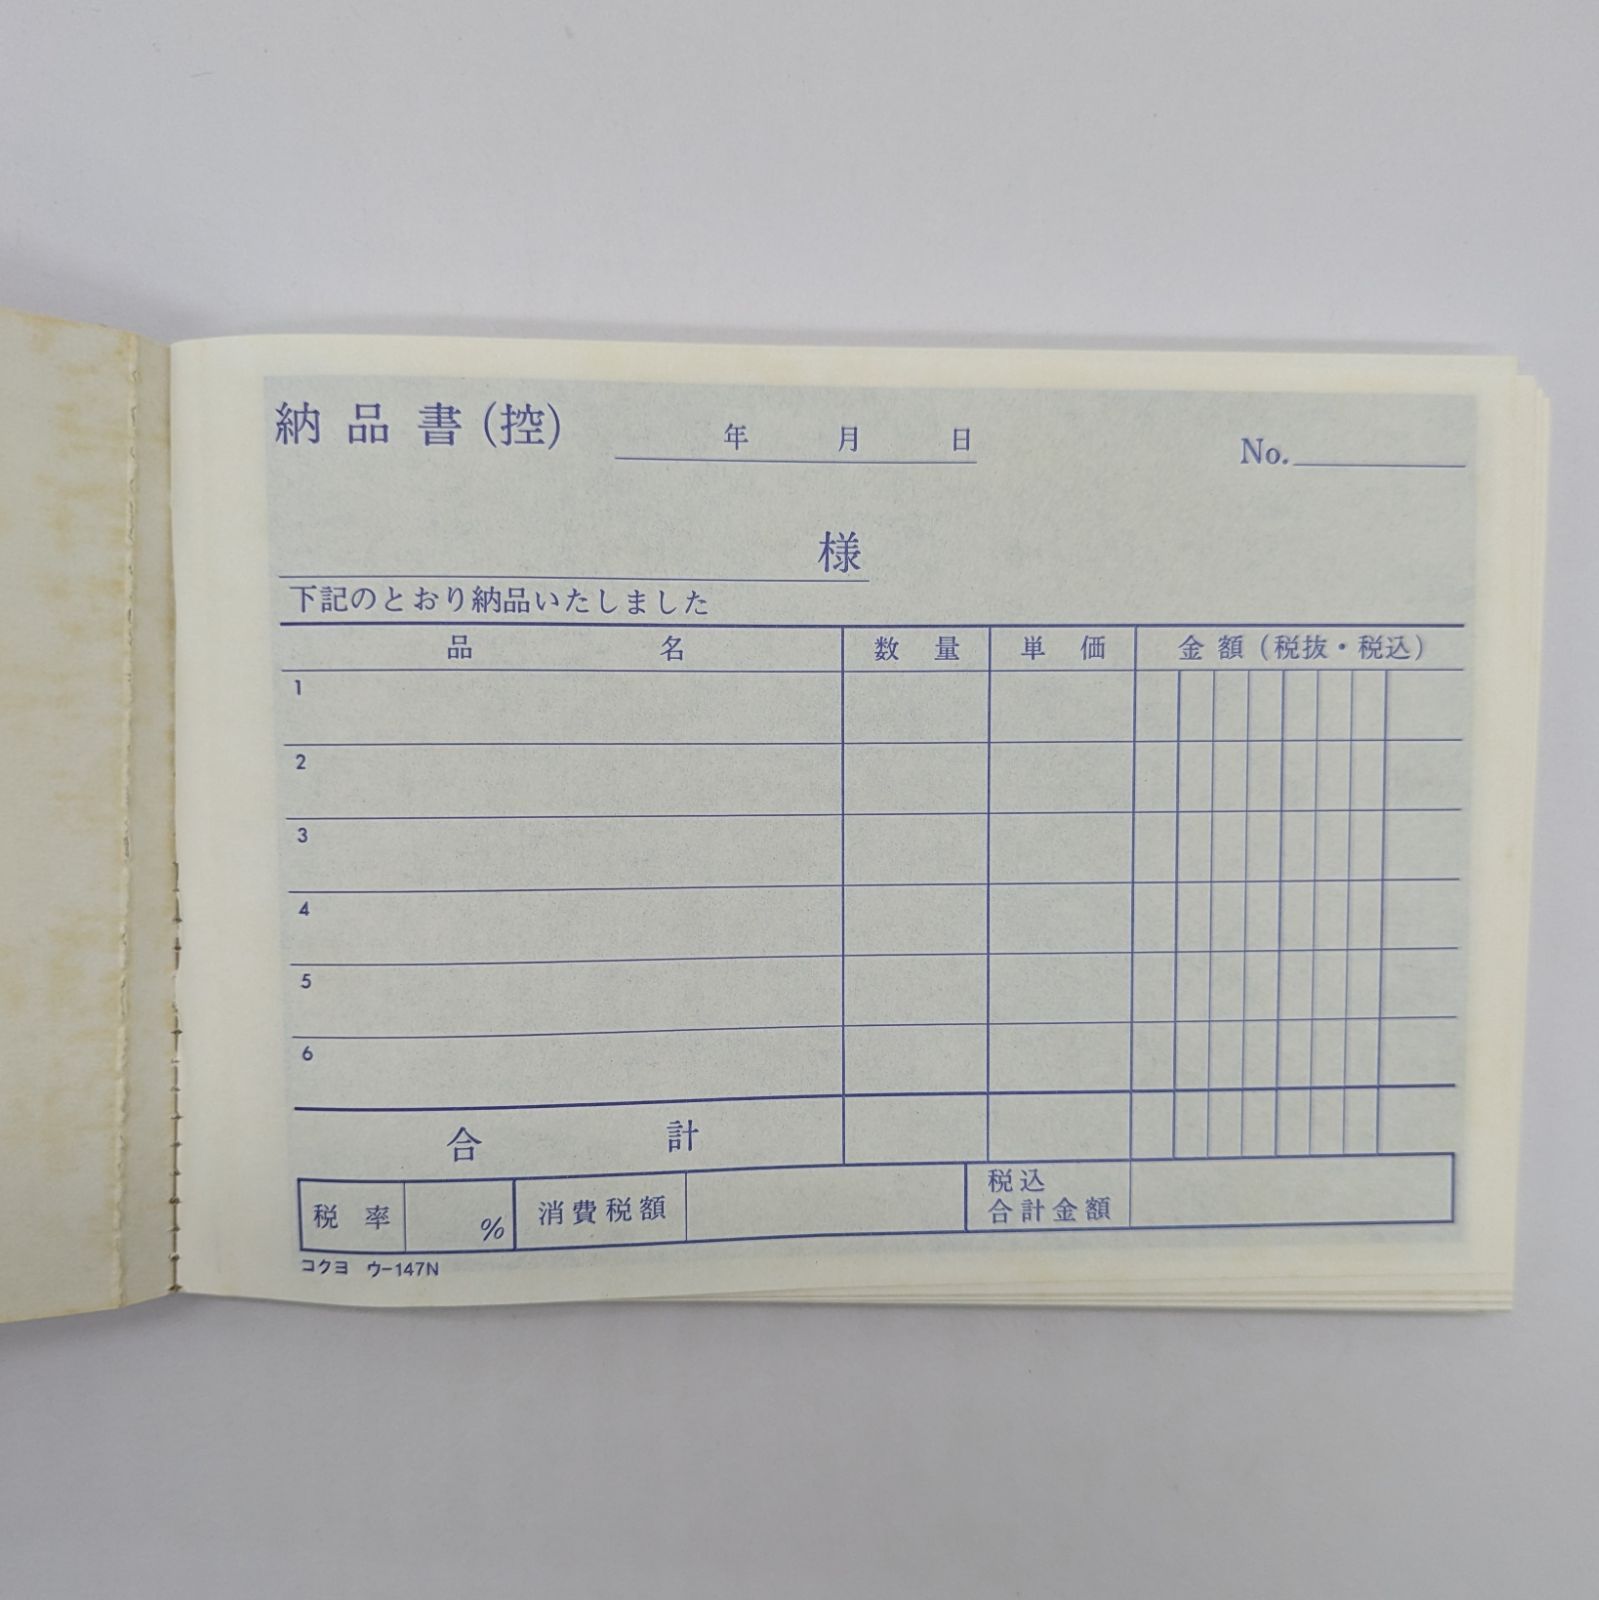 納品書(控)
年 月 日
No.
様
下記のとおり納品いたしました
品名 数量 単価 金額(税抜・税込)
1
2
3
4
5
6
合計
税率 % 消費税額 税込合計金額
コクヨ ウ-147N